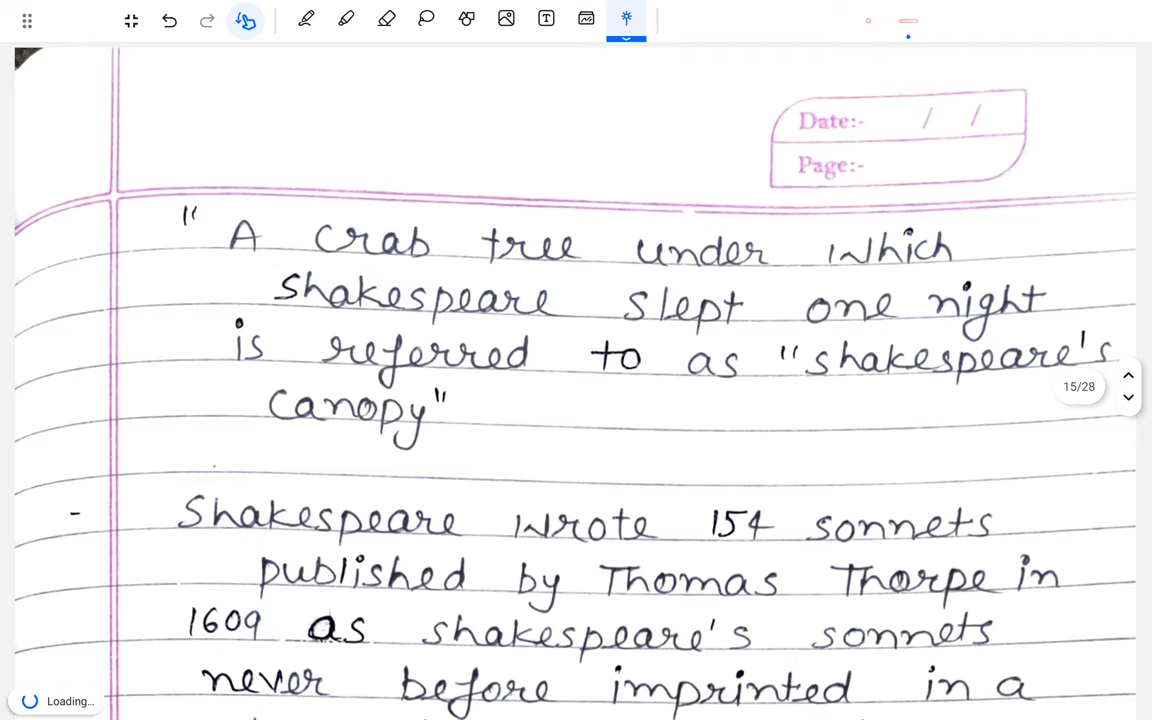 Date:- / /
Page:-
" A crab tree under which
Shakespeare slept one night
is referred to as "shakespeare's
canopy"
15/28
- Shakespeare wrote 154 sonnets
published by Thomas Thorpe in
1609 as shakespeare's sonnets
never before imprinted in a
Loading...